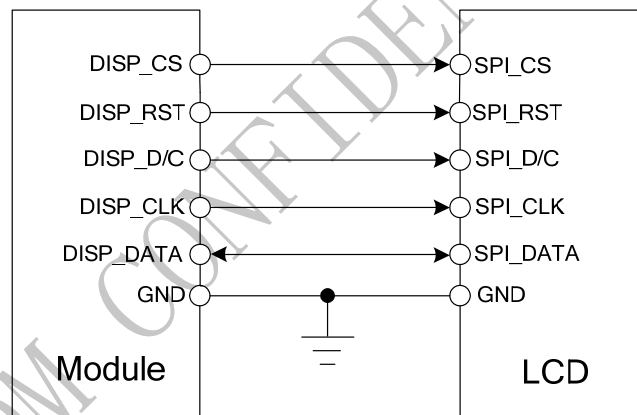 DISP_CS SPI_CS
DISP_RST SPI_RST
DISP_D/C SPI_D/C
DISP_CLK SPI_CLK
DISP_DATA SPI_DATA
GND GND
Module LCD